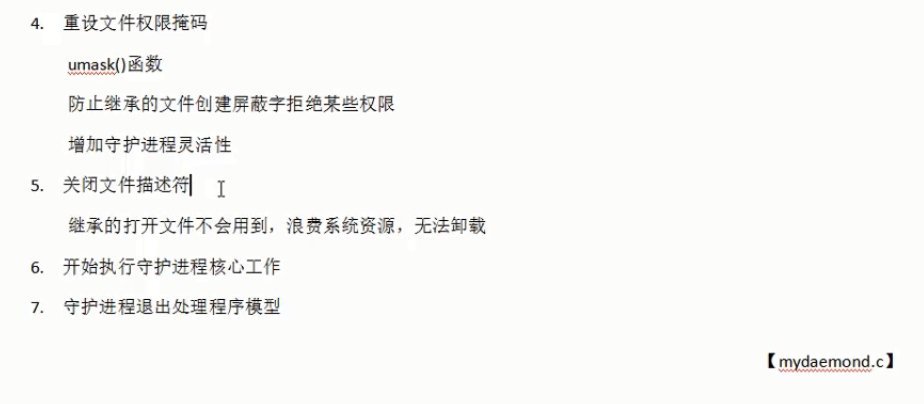 4. 重设文件权限掩码
umask()函数
防止继承的文件创建屏蔽字拒绝某些权限
增加守护进程灵活性
5. 关闭文件描述符
继承的打开文件不会用到，浪费系统资源，无法卸载
6. 开始执行守护进程核心工作
7. 守护进程退出处理程序模型
【mydaemond.c】